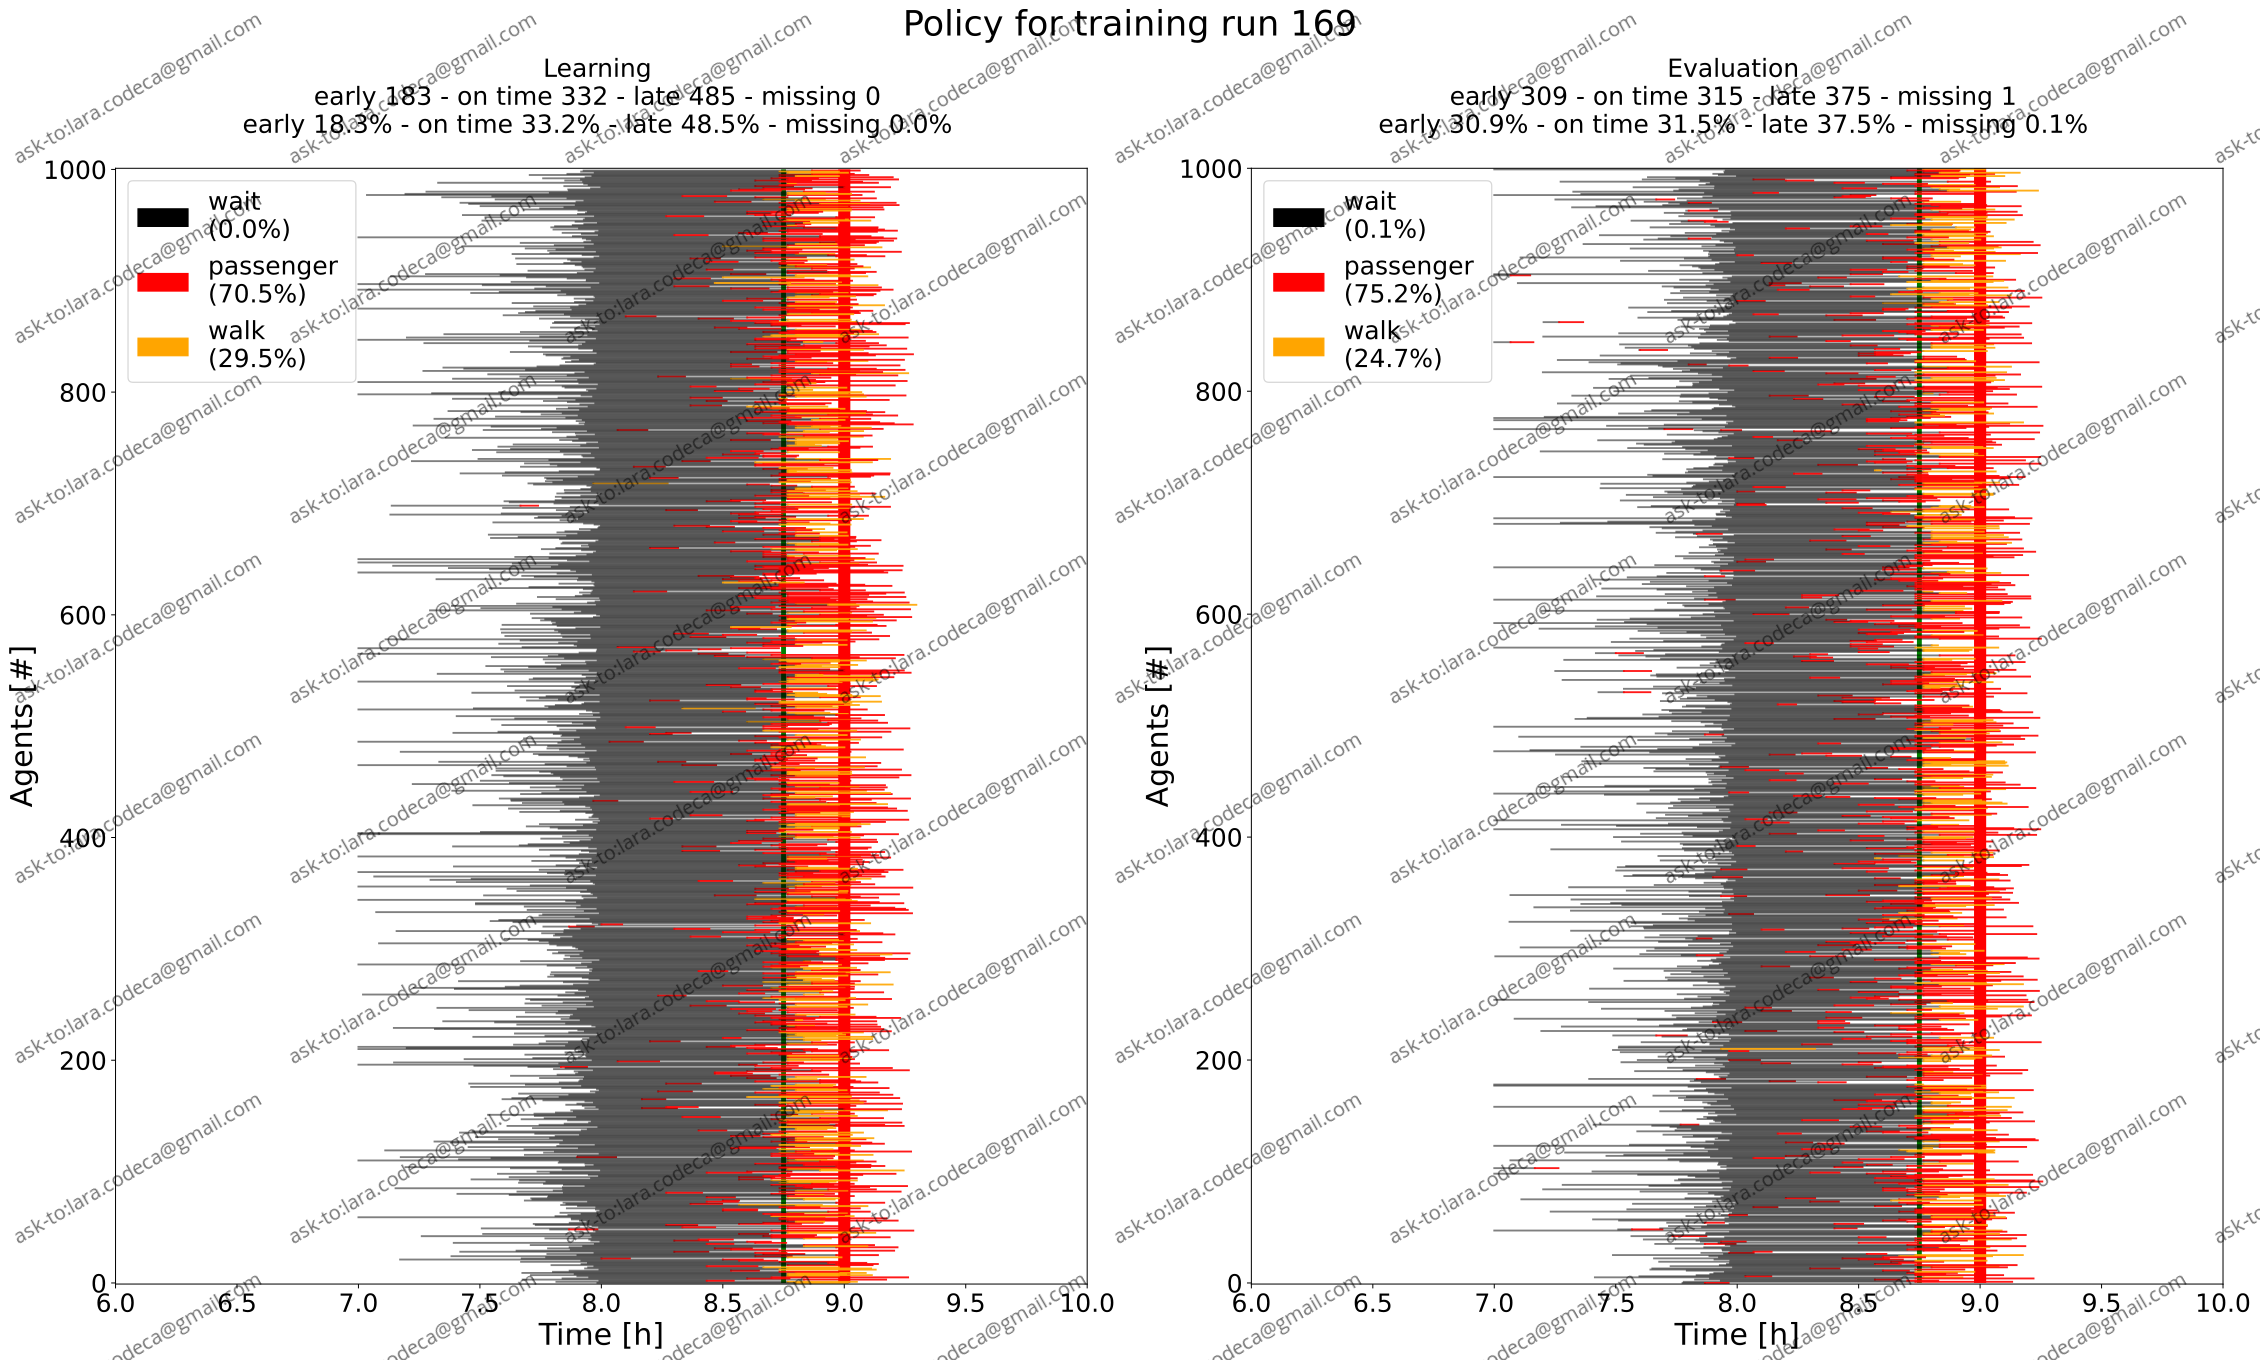 Policy for training run 169
Learning
early 183 - on time 332 - late 485 - missing 0
early 18.3% - on time 33.2% - late 48.5% - missing 0.0%
wait
(0.0%)
passenger
(70.5%)
walk
(29.5%)
Agents [#]
1000
800
600
400
200
0
6.0 6.5 7.0 7.5 8.0 8.5 9.0 9.5 10.0
Time [h]
Evaluation
early 309 - on time 315 - late 375 - missing 1
early 30.9% - on time 31.5% - late 37.5% - missing 0.1%
wait
(0.1%)
passenger
(75.2%)
walk
(24.7%)
Agents [#]
1000
800
600
400
200
0
6.0 6.5 7.0 7.5 8.0 8.5 9.0 9.5 10.0
Time [h]
ask-to:lara.codeca@gmail.com